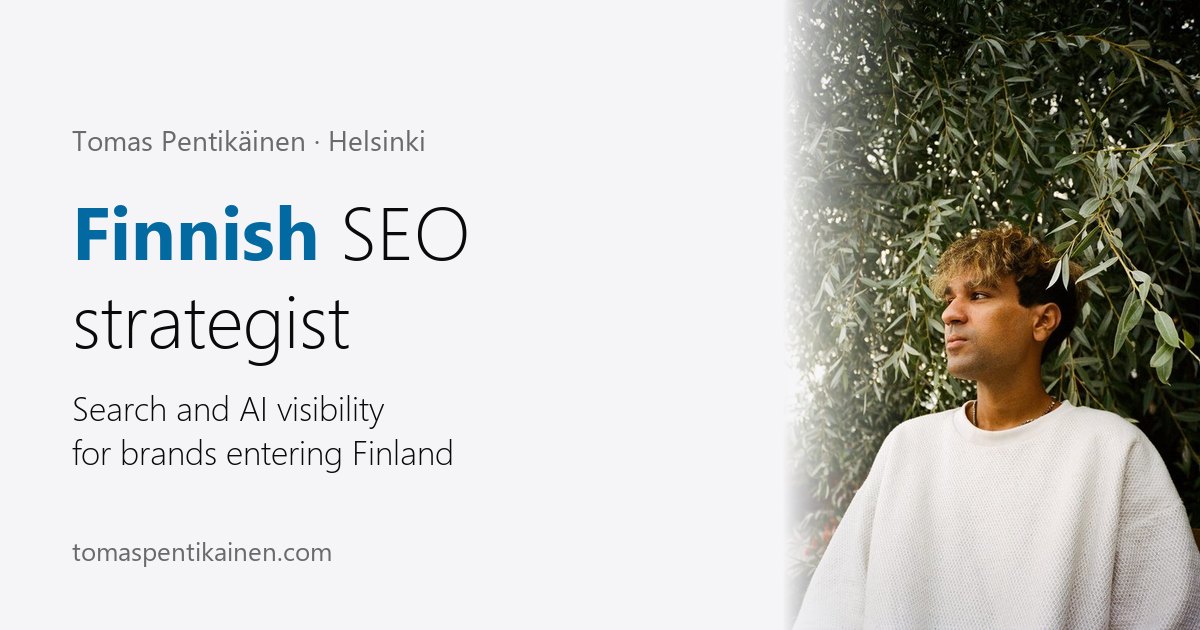 Tomas Pentikäinen · Helsinki
Finnish SEO
strategist
Search and AI visibility
for brands entering Finland
tomaspentikainen.com